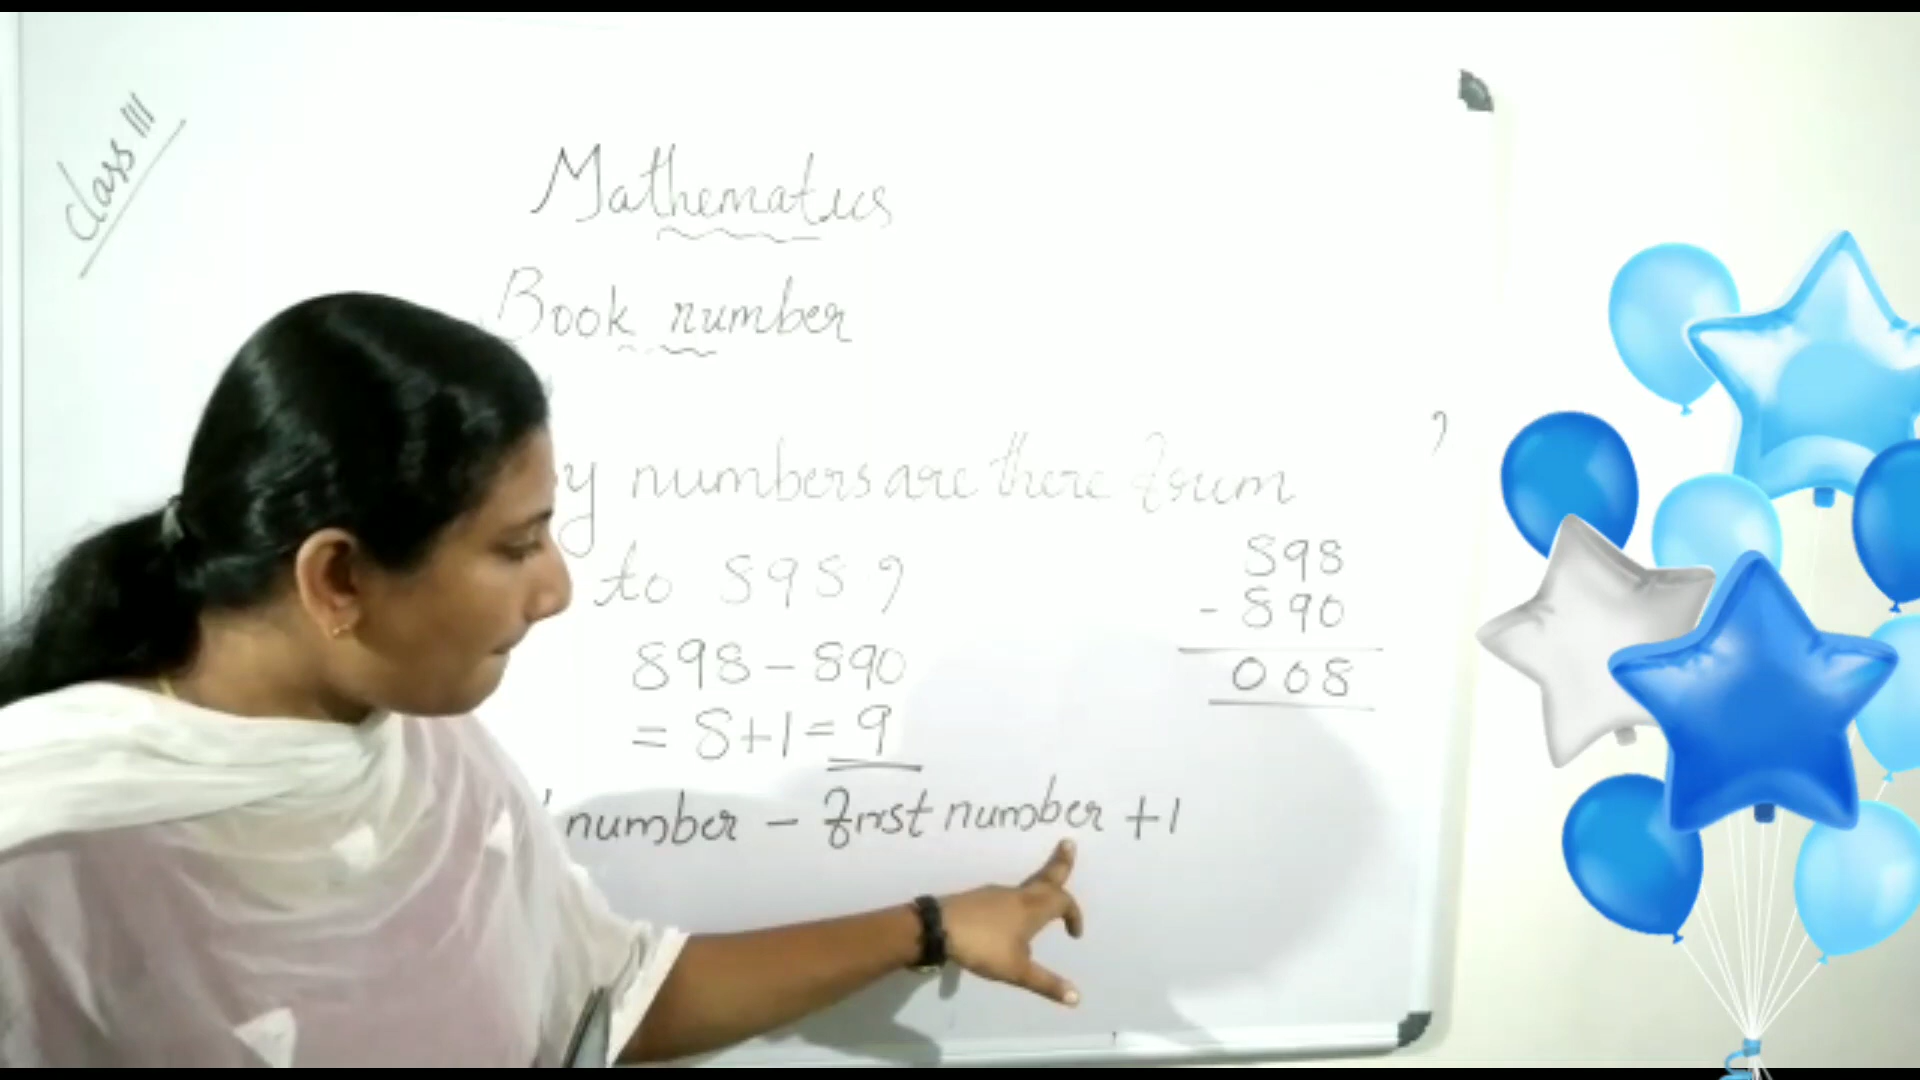 Class III
Mathematics
Book number
y numbers are there from
to 898?
898 - 890
= 8+1 = 9
number - first number +1
?
898
- 890
008